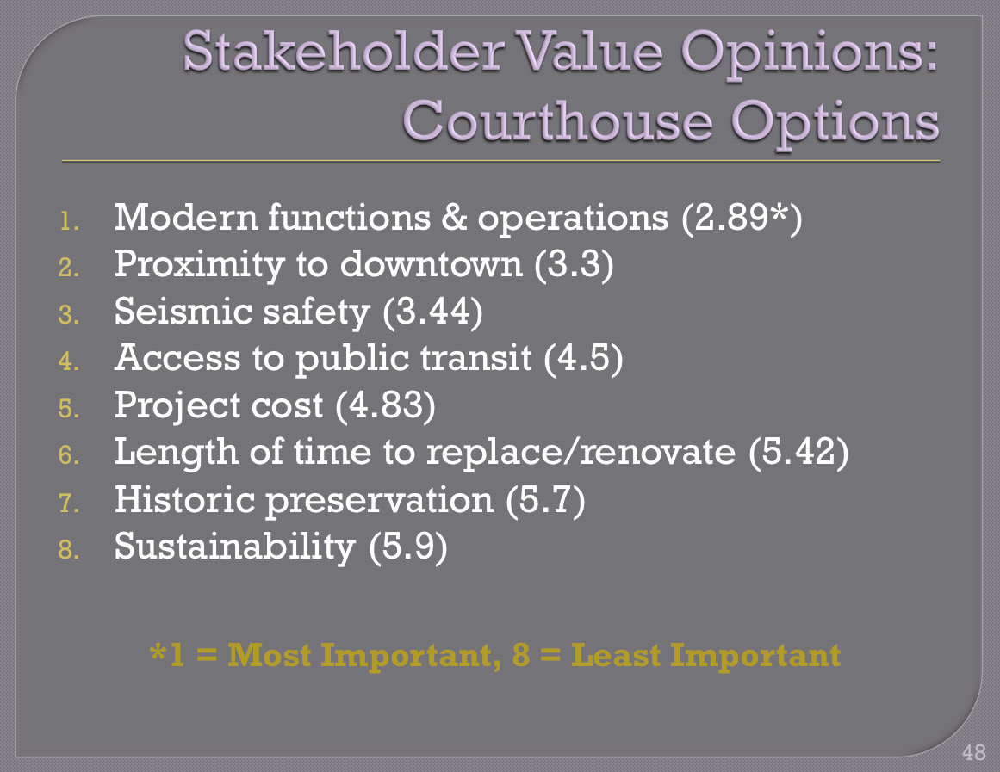 Stakeholder Value Opinions:
Courthouse Options
1. Modern functions & operations (2.89*)
2. Proximity to downtown (3.3)
3. Seismic safety (3.44)
4. Access to public transit (4.5)
5. Project cost (4.83)
6. Length of time to replace/renovate (5.42)
7. Historic preservation (5.7)
8. Sustainability (5.9)
*1 = Most Important, 8 = Least Important
48